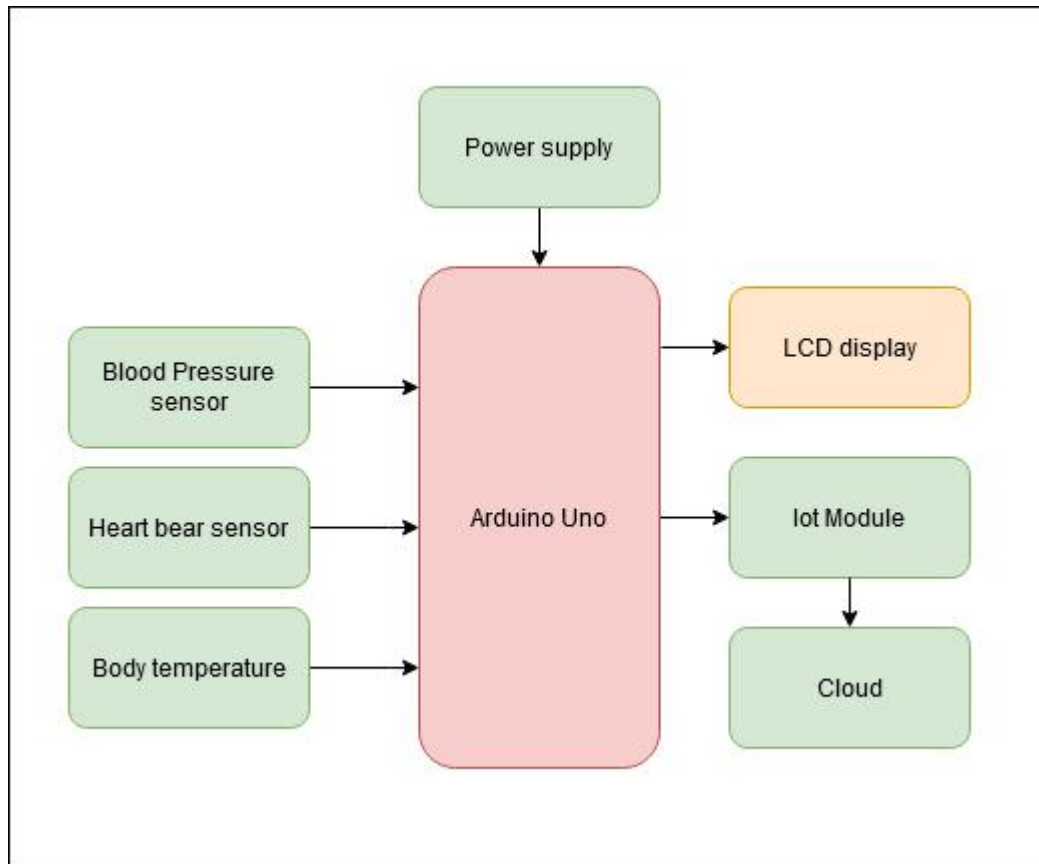 Power supply
LCD display
Blood Pressure
sensor
Arduino Uno
Iot Module
Heart bear sensor
Body temperature
Cloud